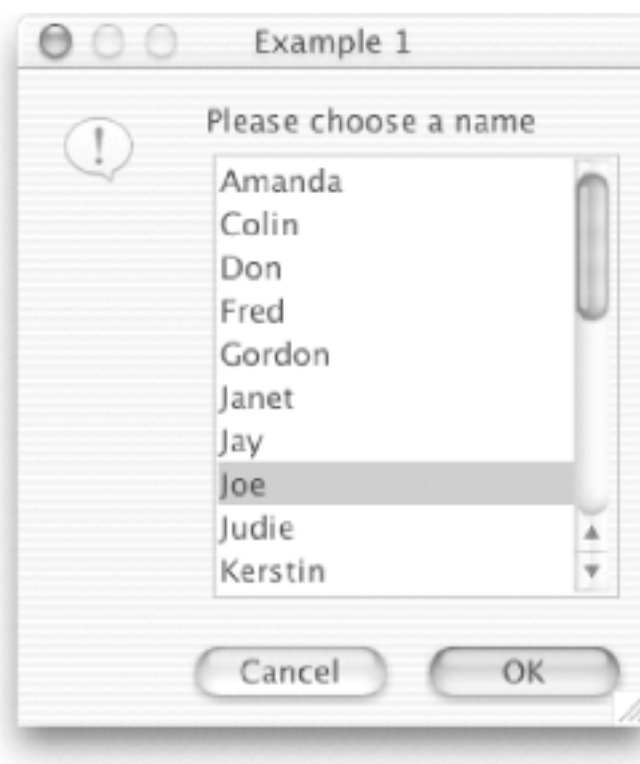 Example 1
Please choose a name
Amanda
Colin
Don
Fred
Gordon
Janet
Jay
Joe
Judie
Kerstin
Cancel OK